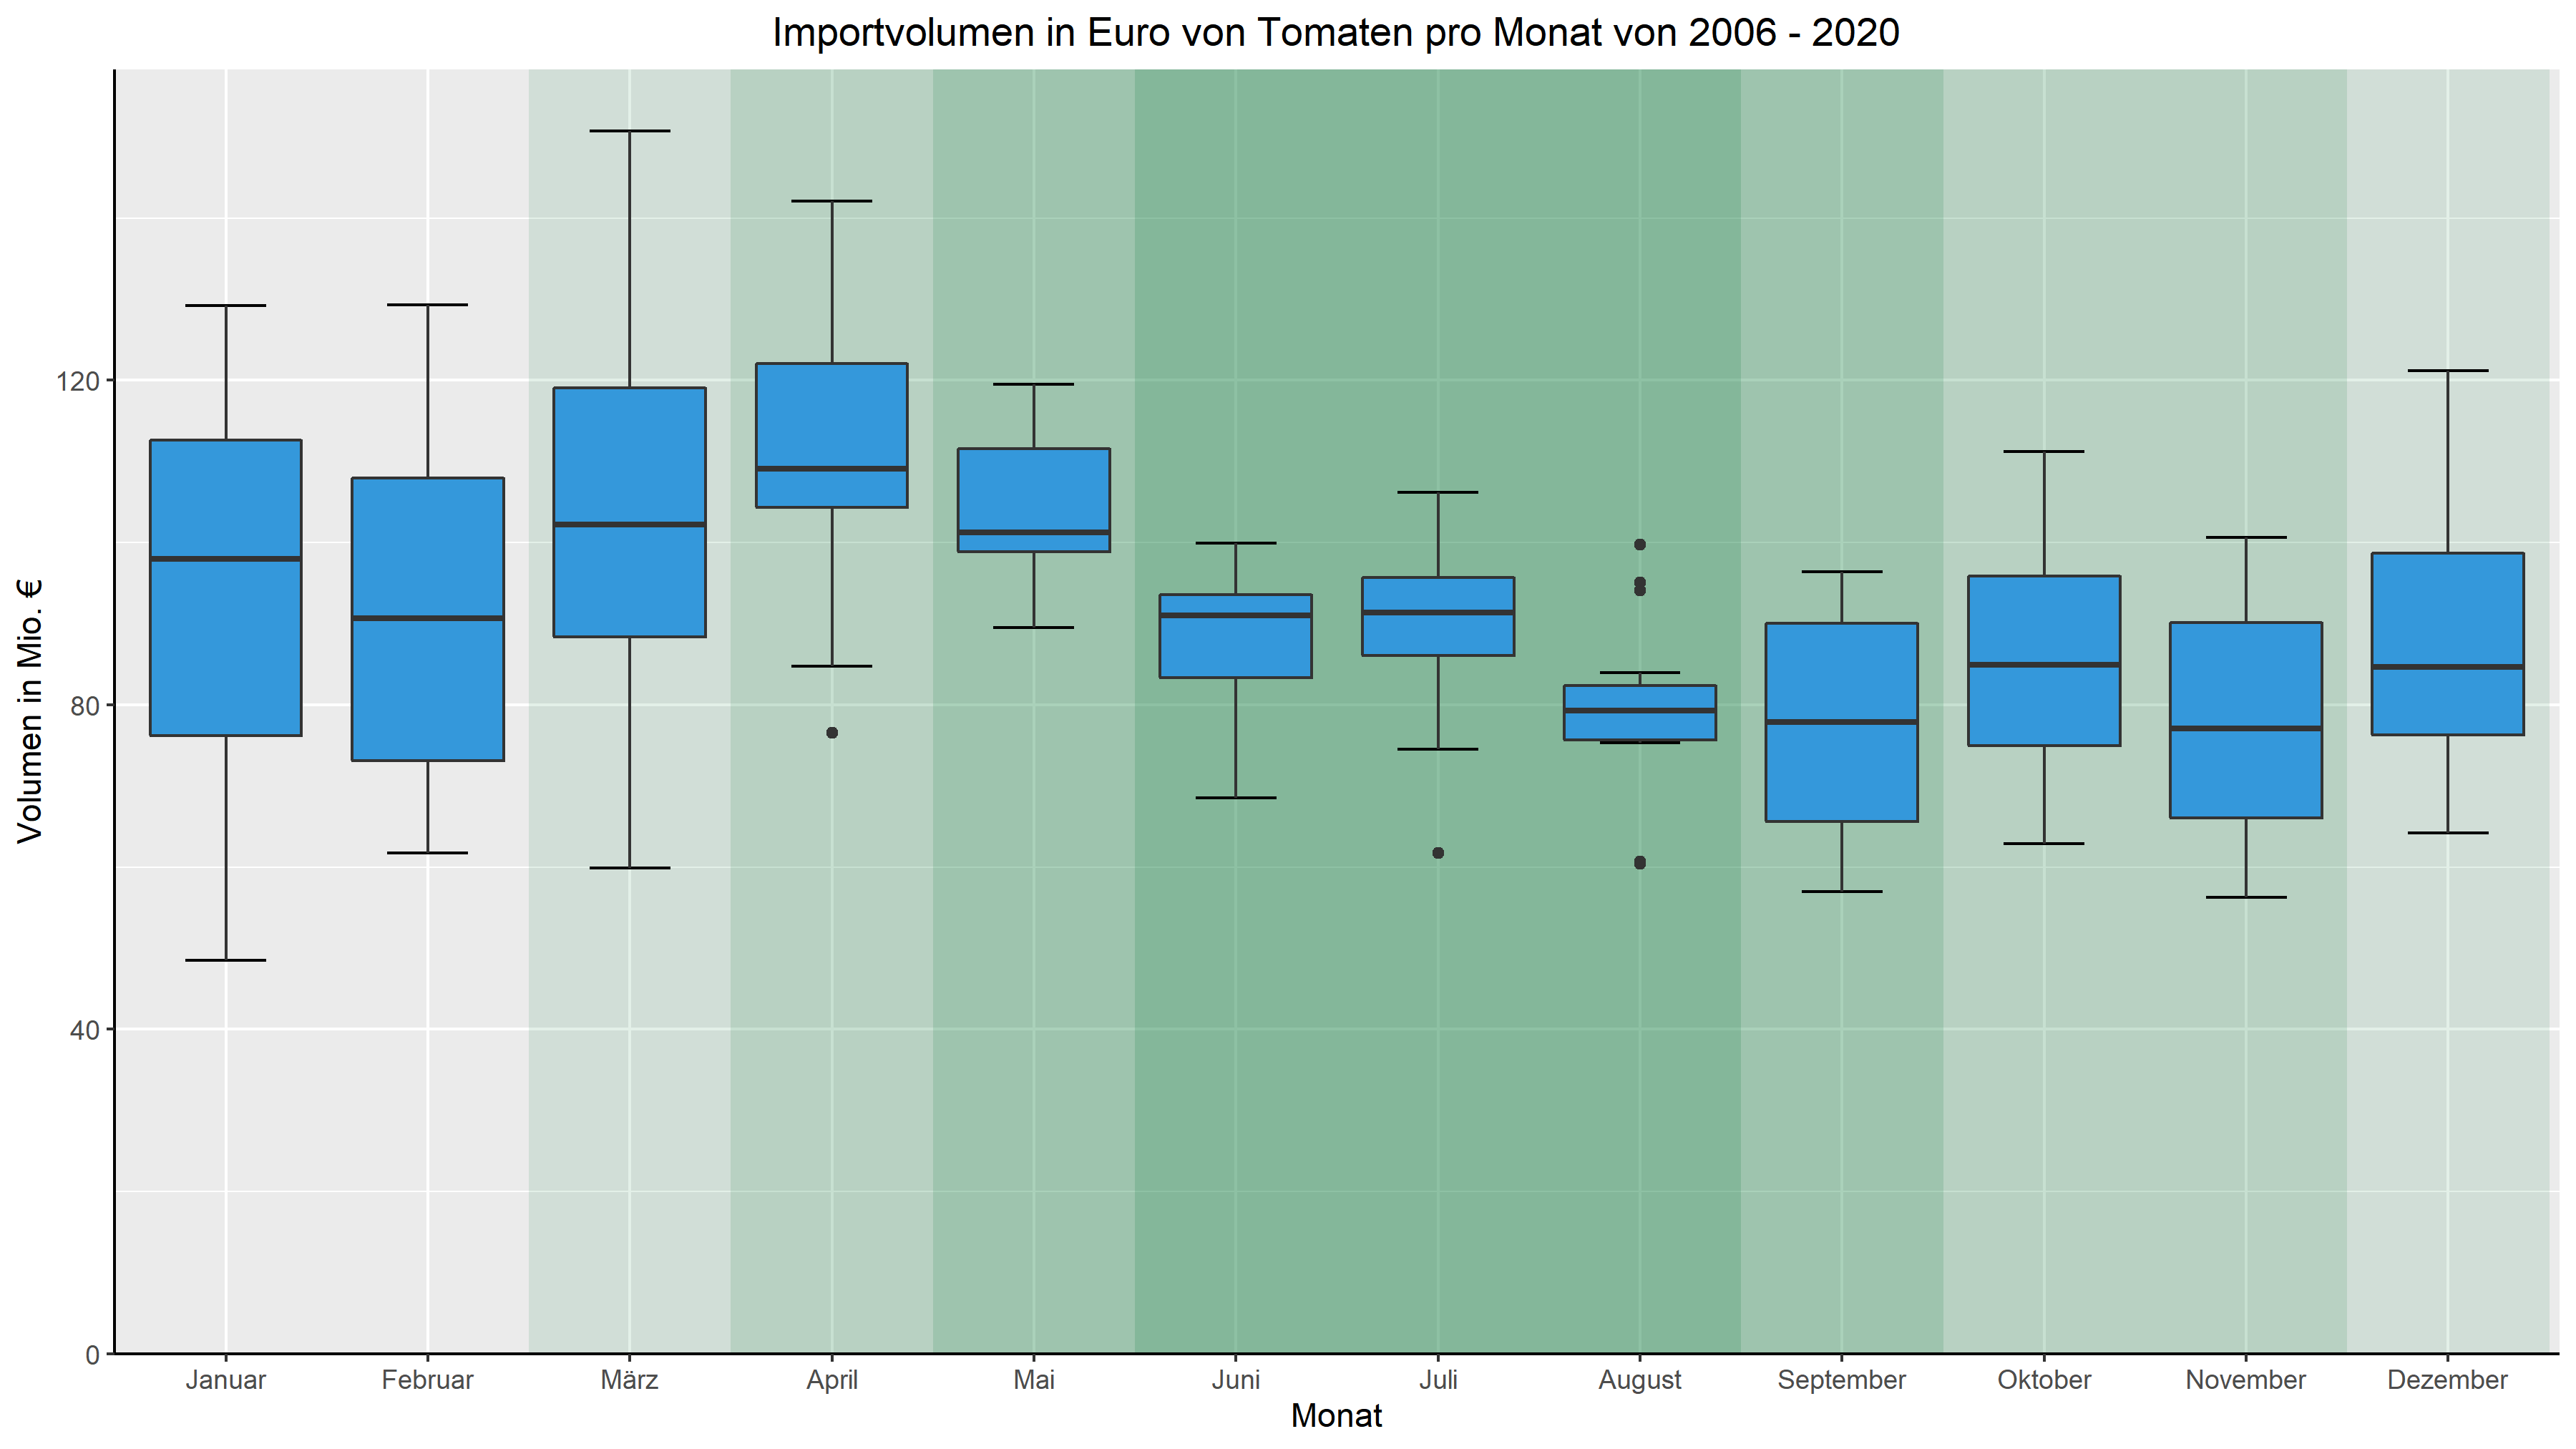 Importvolumen in Euro von Tomaten pro Monat von 2006 - 2020
Volumen in Mio. €
120
80
40
0
Januar Februar März April Mai Juni Juli August September Oktober November Dezember
Monat